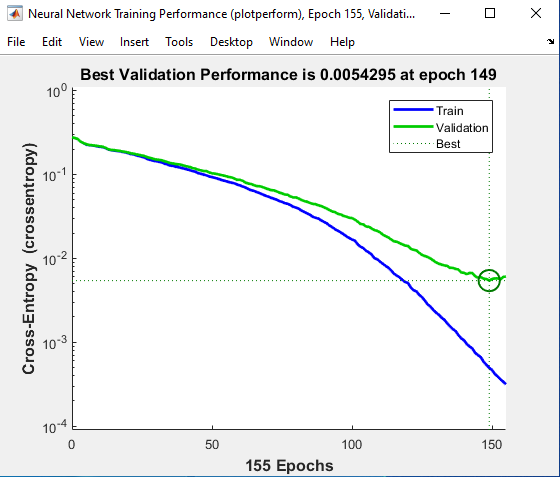 Neural Network Training Performance (plotperform), Epoch 155, Validati...
File Edit View Insert Tools Desktop Window Help
Best Validation Performance is 0.0054295 at epoch 149
10^0
10^-1
10^-2
10^-3
10^-4
Cross-Entropy (crossentropy)
Train
Validation
Best
0 50 100 150
155 Epochs